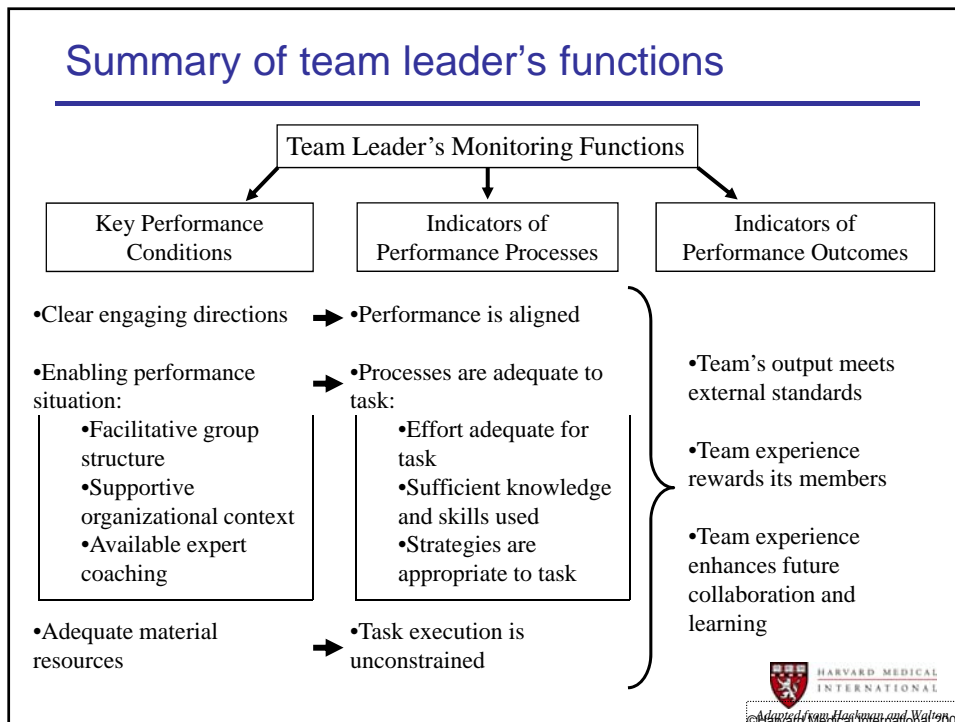 Summary of team leader's functions
Team Leader's Monitoring Functions
Key Performance
Conditions
Indicators of
Performance Processes
Indicators of
Performance Outcomes
•Clear engaging directions
•Performance is aligned
•Enabling performance
situation:
•Facilitative group
structure
•Supportive
organizational context
•Available expert
coaching
•Processes are adequate to
task:
•Effort adequate for
task
•Sufficient knowledge
and skills used
•Strategies are
appropriate to task
•Adequate material
resources
•Task execution is
unconstrained
•Team's output meets
external standards
•Team experience
rewards its members
•Team experience
enhances future
collaboration and
learning
HARVARD MEDICAL
INTERNATIONAL
Adapted from Hackman and Walton
©Harvard Medical International